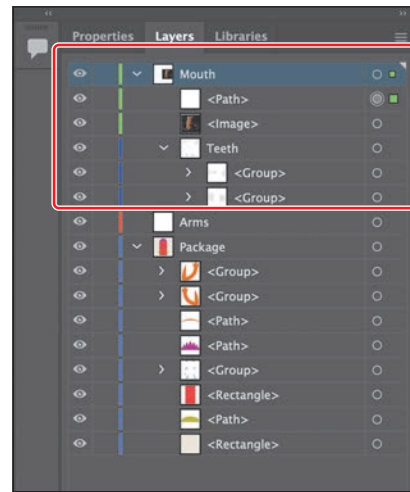 Properties Layers Libraries
Mouth
<Path>
<Image>
Teeth
<Group>
<Group>
Arms
Package
<Group>
<Group>
<Path>
<Path>
<Group>
<Rectangle>
<Path>
<Rectangle>